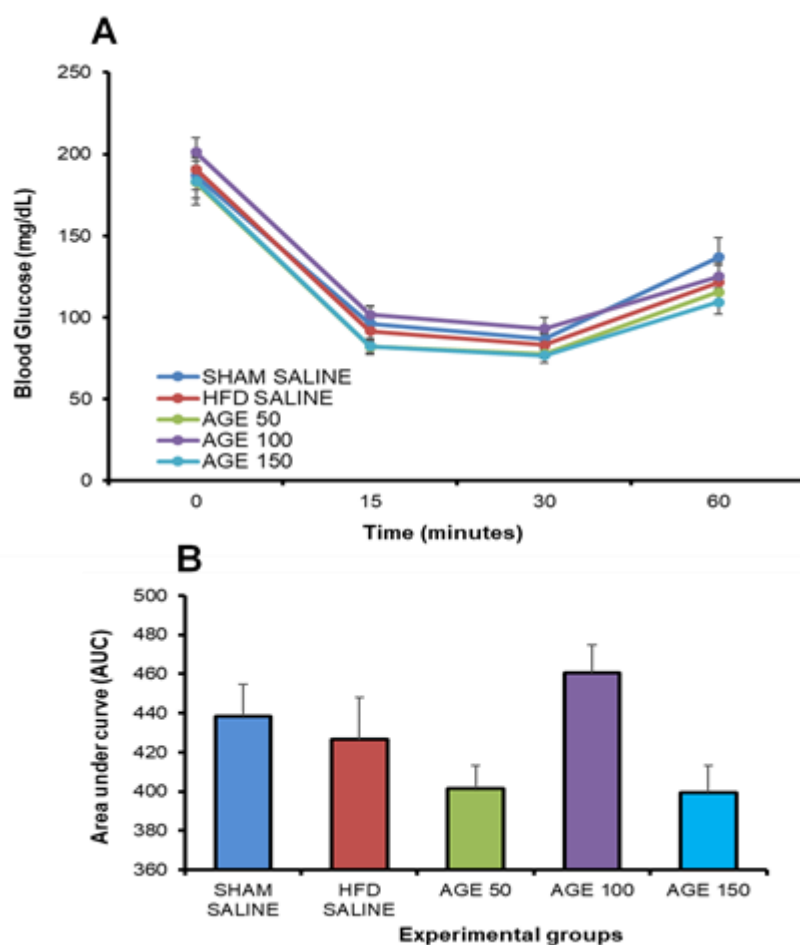 A
250
200
150
100
50
0
Blood Glucose (mg/dL)
SHAM SALINE
HFD SALINE
AGE 50
AGE 100
AGE 150
0 15 30 60
Time (minutes)
B
500
480
460
440
420
400
380
360
Area under curve (AUC)
SHAM SALINE
HFD SALINE
AGE 50
AGE 100
AGE 150
Experimental groups